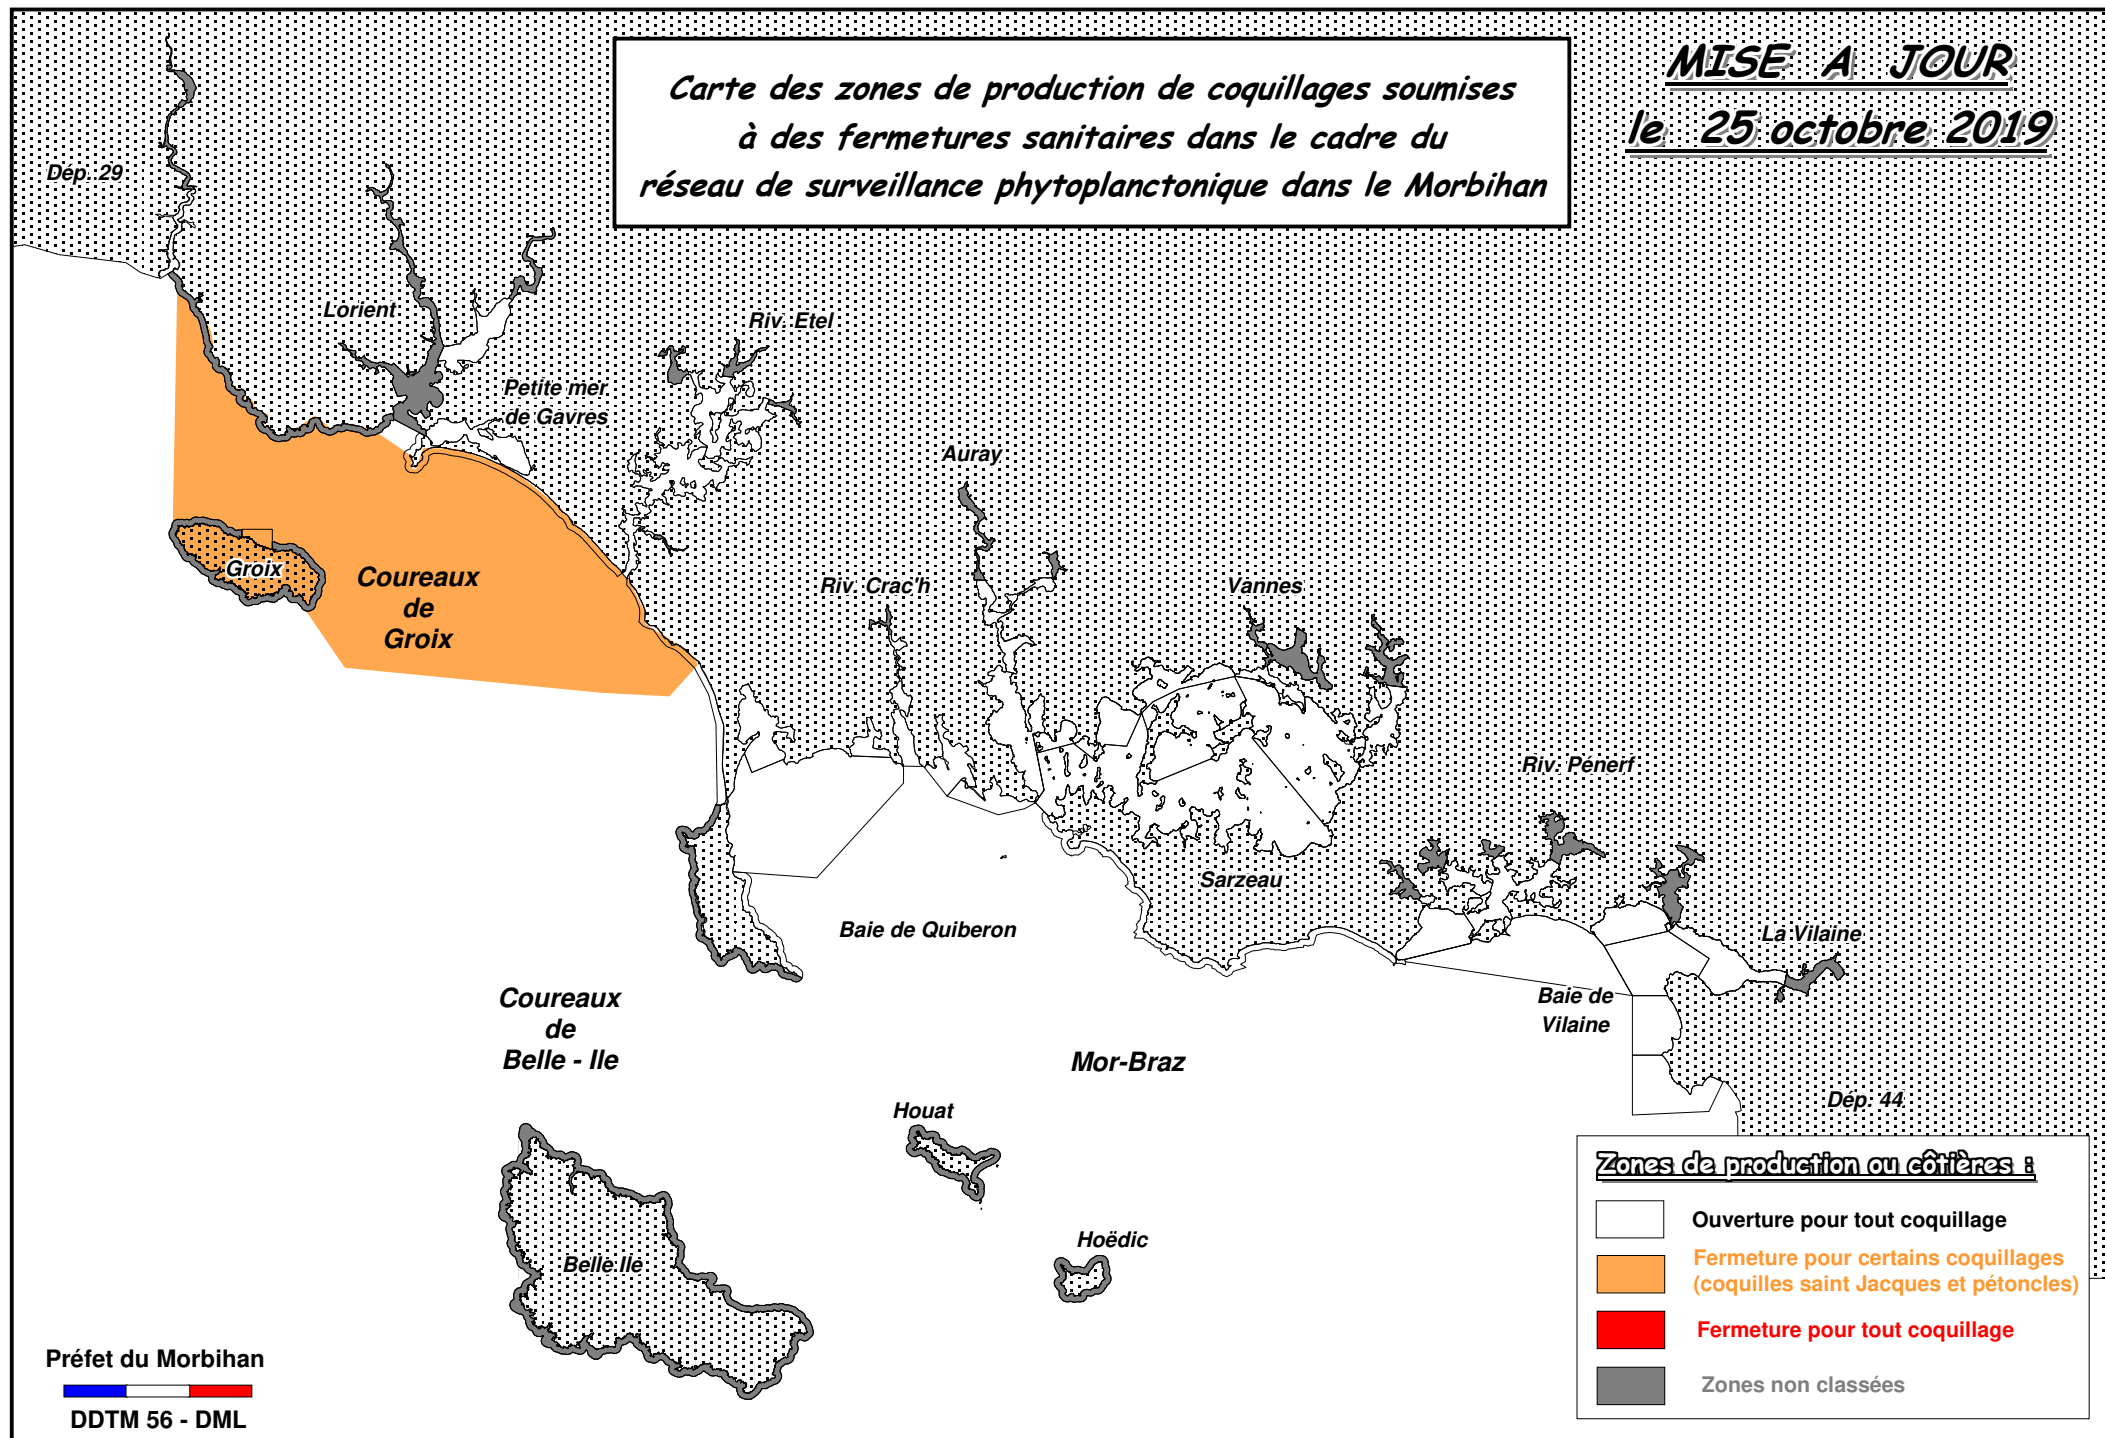 Carte des zones de production de coquillages soumises
à des fermetures sanitaires dans le cadre du
réseau de surveillance phytoplanctonique dans le Morbihan
MISE A JOUR
le 25 octobre 2019
Dép. 29
Lorient
Riv. Etel
Petite mer
de Gavres
Auray
Groix
Coureaux
de
Groix
Riv. Crac'h
Vannes
Riv. Pénerf
Sarzeau
Baie de Quiberon
La Vilaine
Coureaux
de
Belle - Ile
Baie de
Vilaine
Mor-Braz
Houat
Dép. 44
Hoëdic
Belle Ile
Zones de production ou côtières :
Ouverture pour tout coquillage
Fermeture pour certains coquillages
(coquilles saint Jacques et pétoncles)
Fermeture pour tout coquillage
Zones non classées
Préfet du Morbihan
DDTM 56 - DML